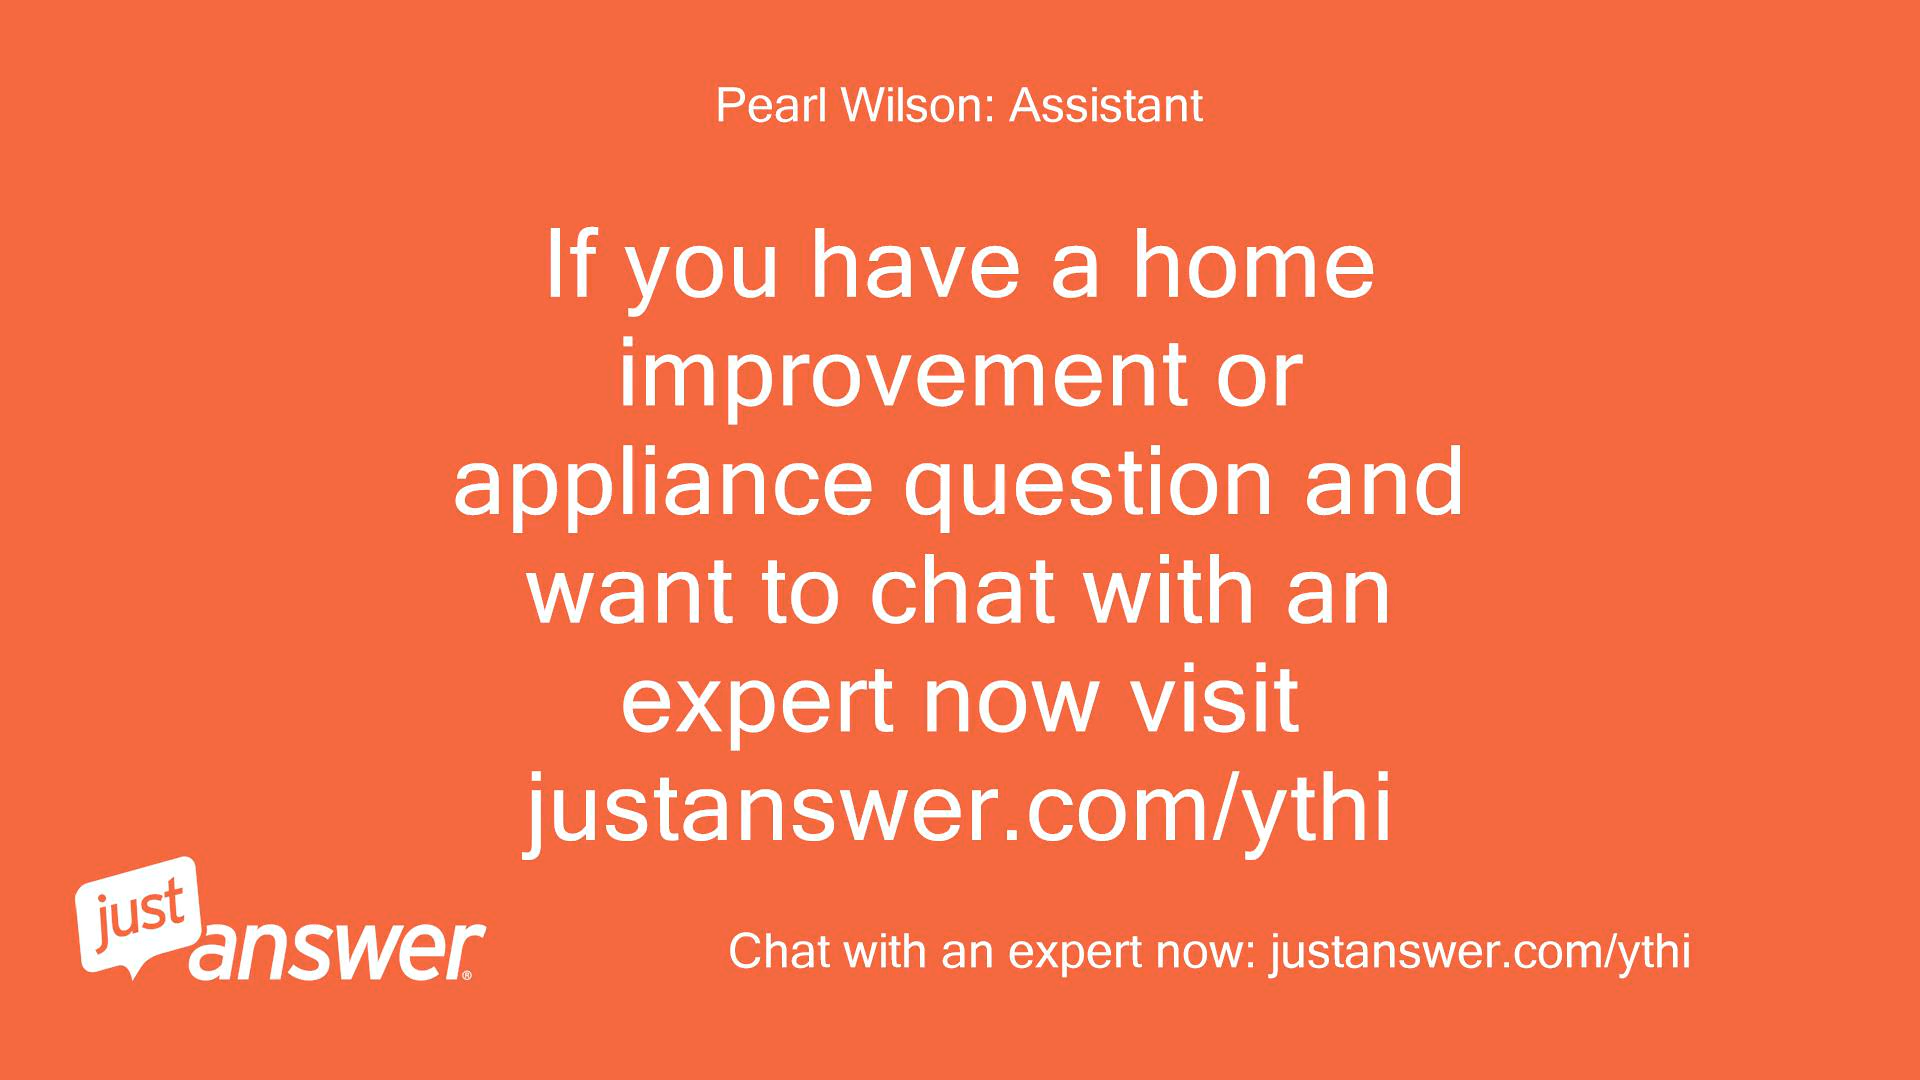 Pearl Wilson: Assistant
If you have a home
improvement or
appliance question and
want to chat with an
expert now visit
justanswer.com/ythi
just
answer®
Chat with an expert now: justanswer.com/ythi